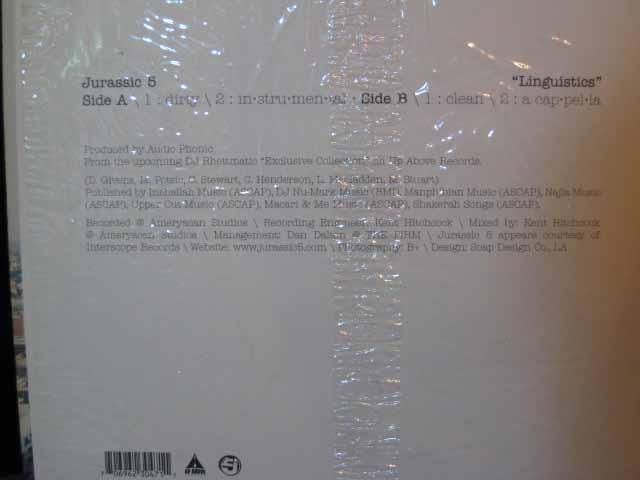 Jurassic 5 "Linguistics"
Side A \ 1 : dirty \ 2 : in•stru•men•tal • Side B \ 1 : clean \ 2 : a cap•pel•la
Produced by Audio Phonic
From the upcoming DJ Rhetmatic "Exclusive Collection" on Up Above Records.
(D. Givens, M. Potsic, C. Stewart, C. Henderson, L. Macfadden, M. Stuart)
Published by Inshallah Music (ASCAP), DJ Nu-Mark Music (BMI), Manphibian Music (ASCAP), Najla Music
(ASCAP), Upper Cut Music (ASCAP), Macari & Me Music (ASCAP), Shakerah Songs (ASCAP).
Recorded @ Ameryacan Studios \ Recording Engineer: Kent Hitchcock \ Mixed by: Kent Hitchcock
@ Ameryacan Studios \ Management: Dan Dalton @ THE FIRM \ Jurassic 5 appears courtesy of
Interscope Records \ Website: www.jurassic5.com \ Photography: B+ \ Design: Soap Design Co., LA
UP ABOVE